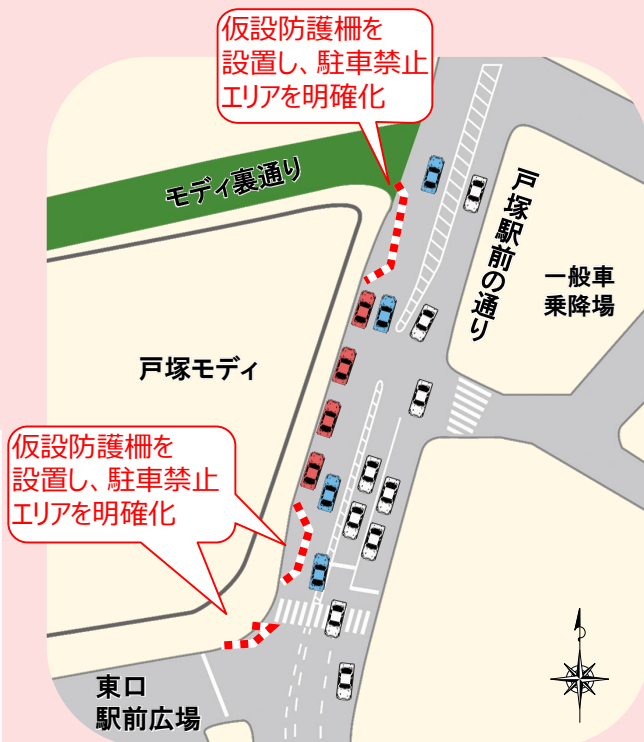 仮設防護柵を
設置し、駐車禁止
エリアを明確化
モディ裏通り
戸塚駅前の通り
一般車
乗降場
戸塚モディ
仮設防護柵を
設置し、駐車禁止
エリアを明確化
東口
駅前広場